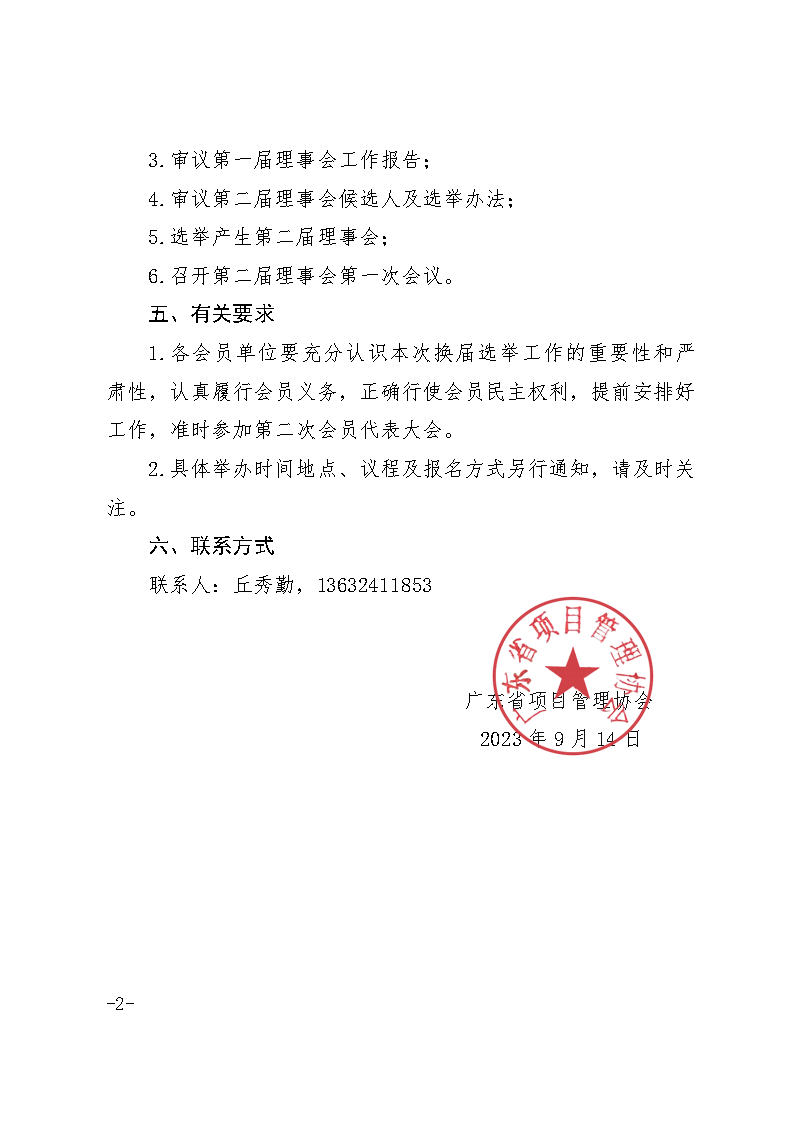 3.审议第一届理事会工作报告；
4.审议第二届理事会候选人及选举办法；
5.选举产生第二届理事会；
6.召开第二届理事会第一次会议。
五、有关要求
1.各会员单位要充分认识本次换届选举工作的重要性和严
肃性，认真履行会员义务，正确行使会员民主权利，提前安排好
工作，准时参加第二次会员代表大会。
2.具体举办时间地点、议程及报名方式另行通知，请及时关
注。
六、联系方式
联系人：丘秀勤，13632411853
广东省项目管理协会
广东省项目管理协会
2023 年 9 月 14 日
-2-